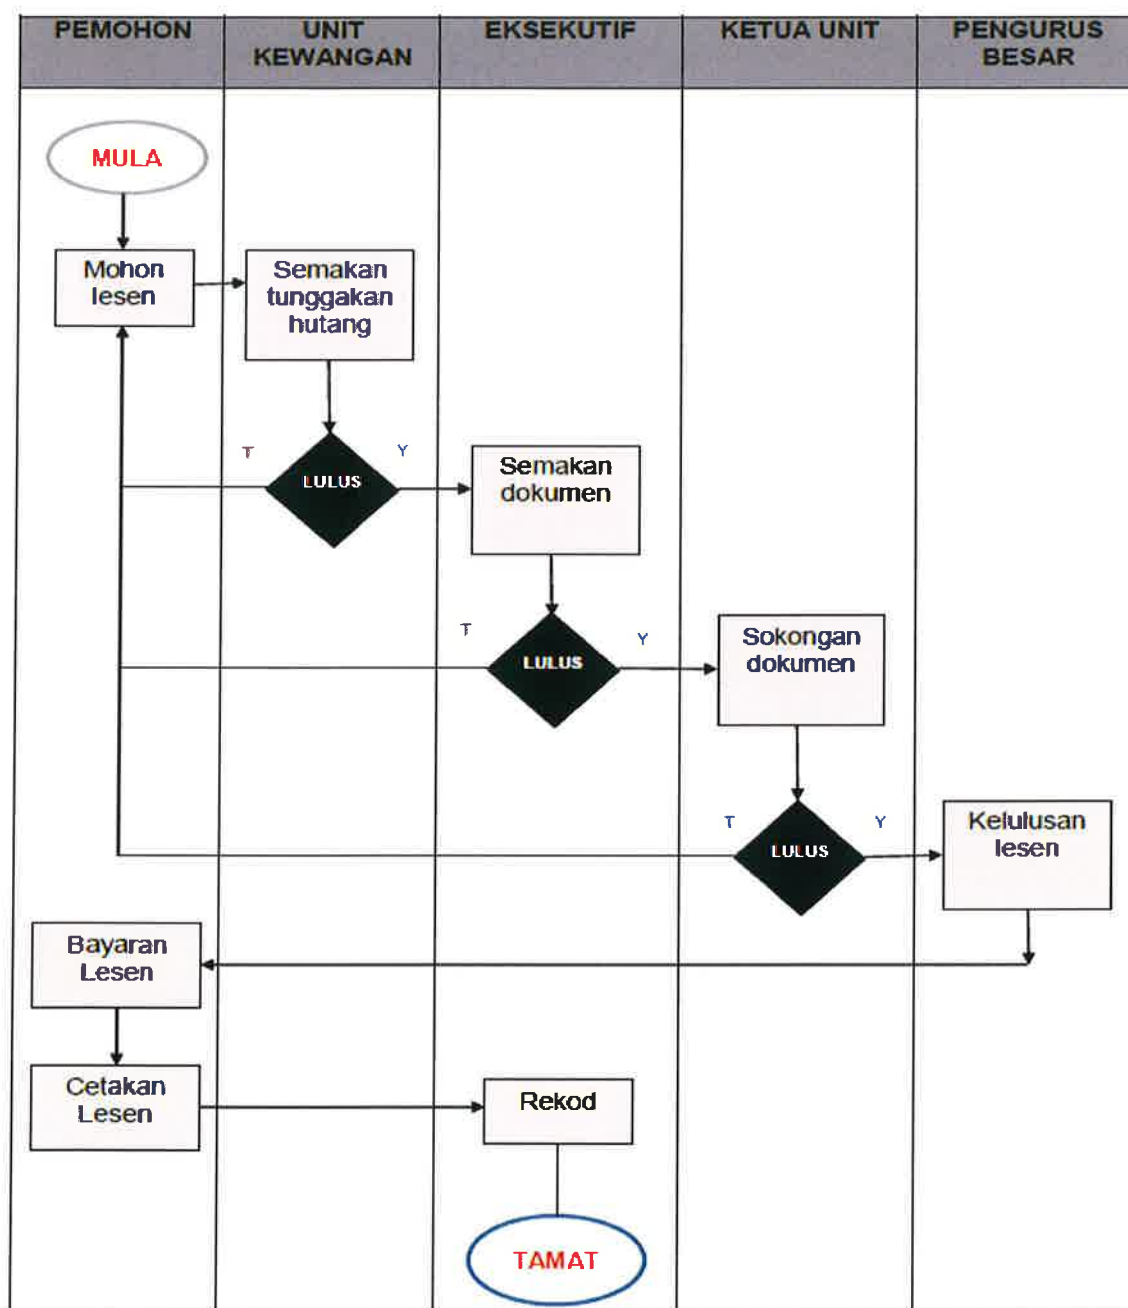 PEMOHON
UNIT
KEWANGAN
EKSEKUTIF
KETUA UNIT
PENGURUS
BESAR
MULA
Mohon
lesen
Semakan
tunggakan
hutang
T
LULUS
Y
Semakan
dokumen
T
LULUS
Y
Sokongan
dokumen
T
LULUS
Y
Kelulusan
lesen
Bayaran
Lesen
Cetakan
Lesen
Rekod
TAMAT